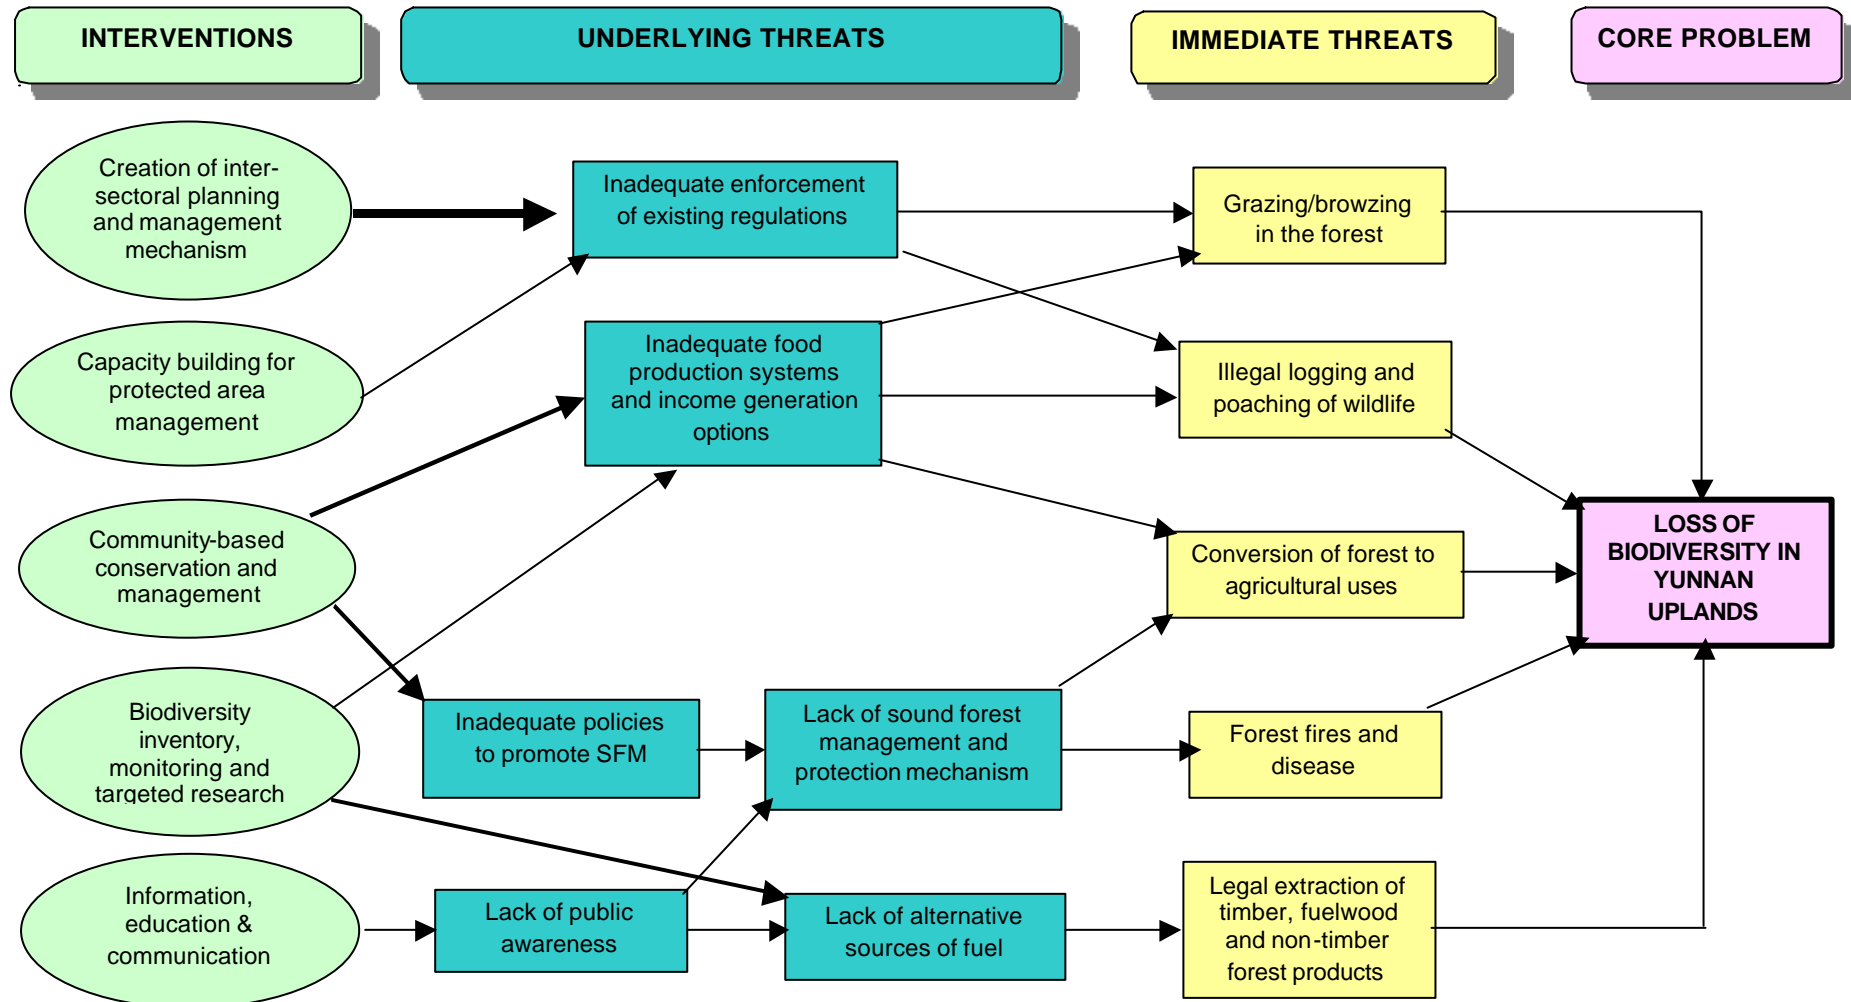 INTERVENTIONS
UNDERLYING THREATS
IMMEDIATE THREATS
CORE PROBLEM
Creation of inter-
sectoral planning
and management
mechanism
Inadequate enforcement
of existing regulations
Grazing/browzing
in the forest
Capacity building for
protected area
management
Inadequate food
production systems
and income generation
options
Illegal logging and
poaching of wildlife
Community-based
conservation and
management
Conversion of forest to
agricultural uses
LOSS OF
BIODIVERSITY IN
YUNNAN
UPLANDS
Biodiversity
inventory,
monitoring and
targeted research
Inadequate policies
to promote SFM
Lack of sound forest
management and
protection mechanism
Forest fires and
disease
Information,
education &
communication
Lack of public
awareness
Lack of alternative
sources of fuel
Legal extraction of
timber, fuelwood
and non-timber
forest products